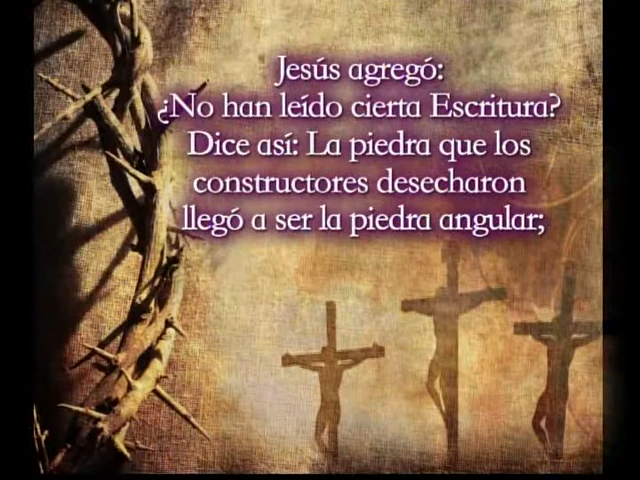 Jesús agregó:
¿No han leído cierta Escritura?
Dice así: La piedra que los
constructores desecharon
llegó a ser la piedra angular;